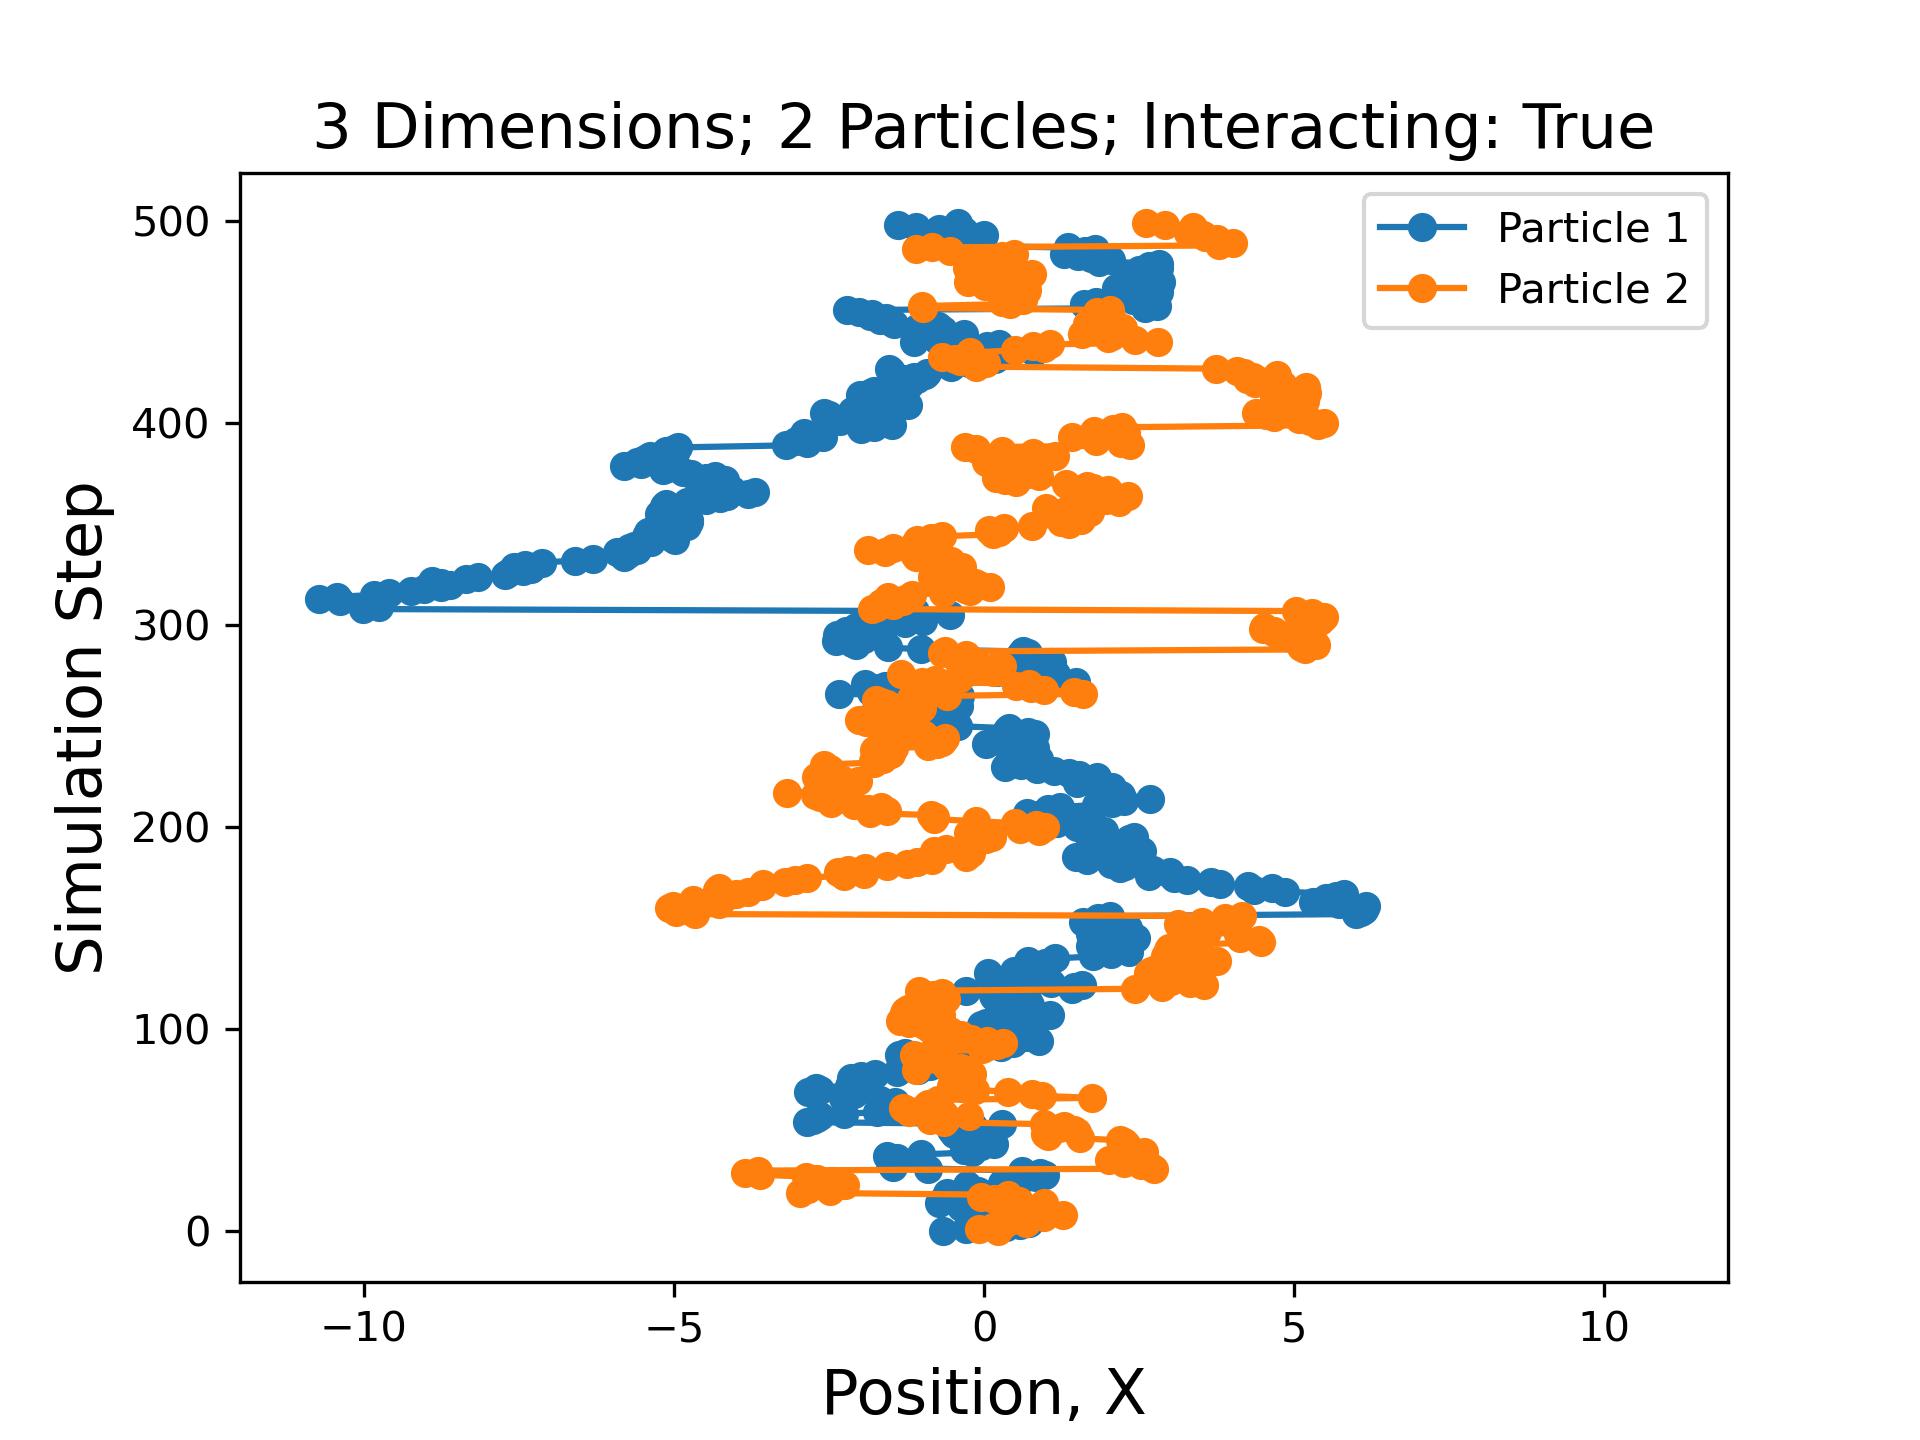 3 Dimensions; 2 Particles; Interacting: True
Particle 1
Particle 2
Simulation Step
500
400
300
200
100
0
−10
−5
0
5
10
Position, X